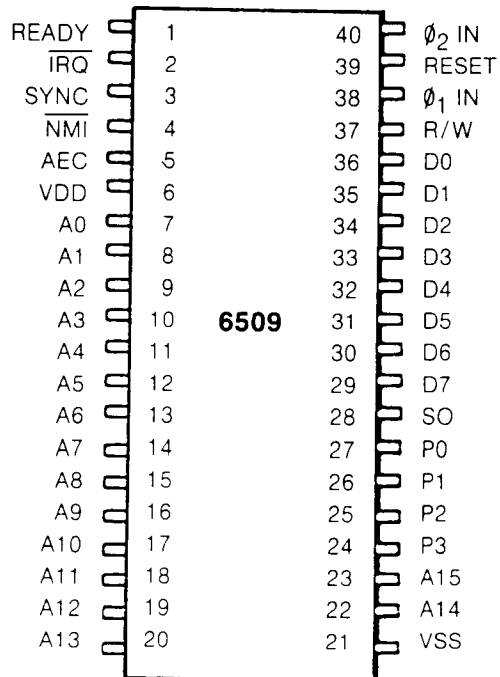 READY 1 40 ϕ2 IN
IRQ 2 39 RESET
SYNC 3 38 ϕ1 IN
NMI 4 37 R/W
AEC 5 36 D0
VDD 6 35 D1
A0 7 34 D2
A1 8 33 D3
A2 9 32 D4
A3 10 6509 31 D5
A4 11 30 D6
A5 12 29 D7
A6 13 28 SO
A7 14 27 P0
A8 15 26 P1
A9 16 25 P2
A10 17 24 P3
A11 18 23 A15
A12 19 22 A14
A13 20 21 VSS